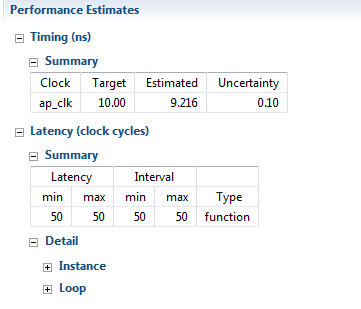 Performance Estimates
Timing (ns)
Summary
Clock Target Estimated Uncertainty
ap_clk 10.00 9.216 0.10
Latency (clock cycles)
Summary
Latency Interval
min max min max Type
50 50 50 50 function
Detail
Instance
Loop